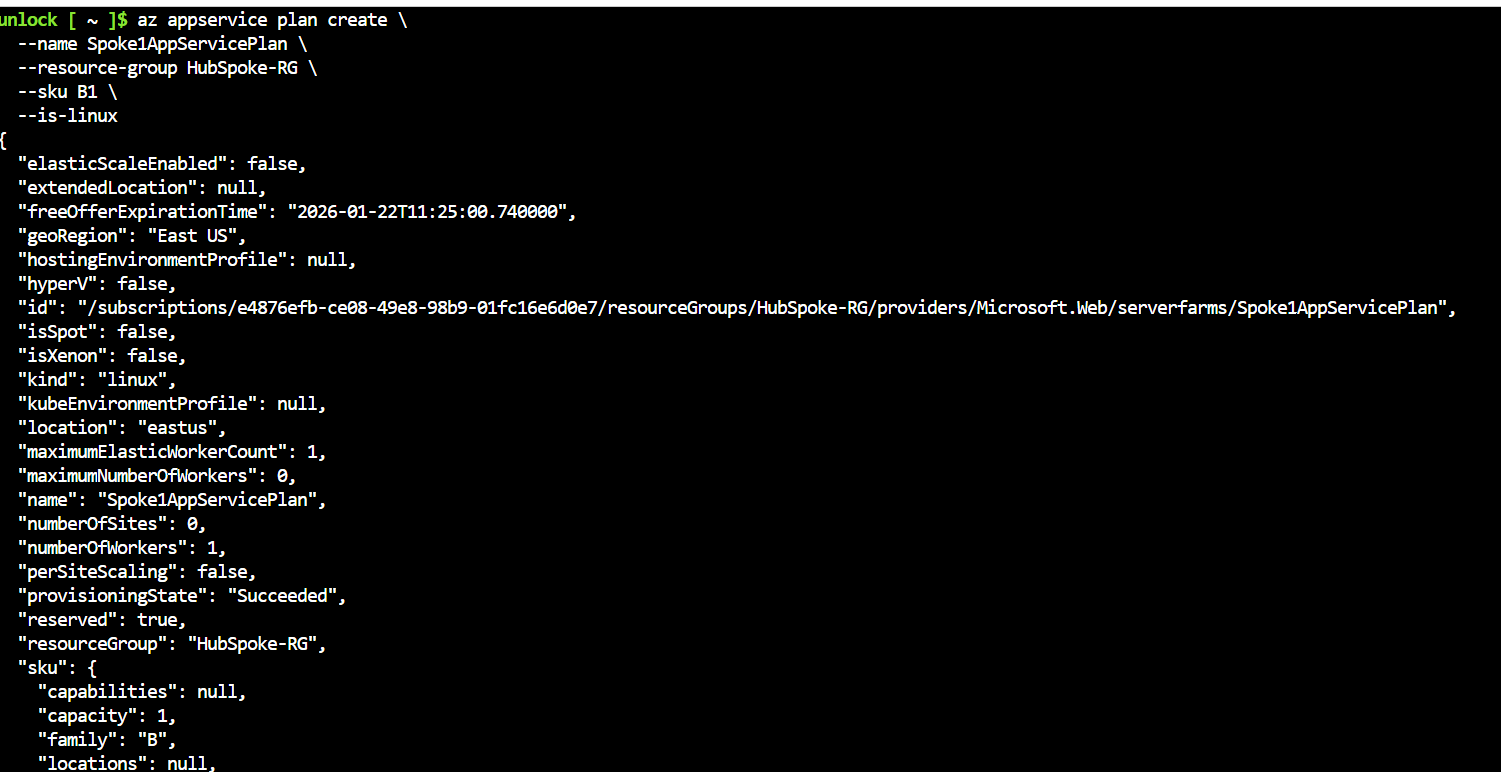 unlock [ ~ ]$ az appservice plan create \
  --name Spoke1AppServicePlan \
  --resource-group HubSpoke-RG \
  --sku B1 \
  --is-linux
{
  "elasticScaleEnabled": false,
  "extendedLocation": null,
  "freeOfferExpirationTime": "2026-01-22T11:25:00.740000",
  "geoRegion": "East US",
  "hostingEnvironmentProfile": null,
  "hyperV": false,
  "id": "/subscriptions/e4876efb-ce08-49e8-98b9-01fc16e6d0e7/resourceGroups/HubSpoke-RG/providers/Microsoft.Web/serverfarms/Spoke1AppServicePlan",
  "isSpot": false,
  "isXenon": false,
  "kind": "linux",
  "kubeEnvironmentProfile": null,
  "location": "eastus",
  "maximumElasticWorkerCount": 1,
  "maximumNumberOfWorkers": 0,
  "name": "Spoke1AppServicePlan",
  "numberOfSites": 0,
  "numberOfWorkers": 1,
  "perSiteScaling": false,
  "provisioningState": "Succeeded",
  "reserved": true,
  "resourceGroup": "HubSpoke-RG",
  "sku": {
    "capabilities": null,
    "capacity": 1,
    "family": "B",
    "locations": null,